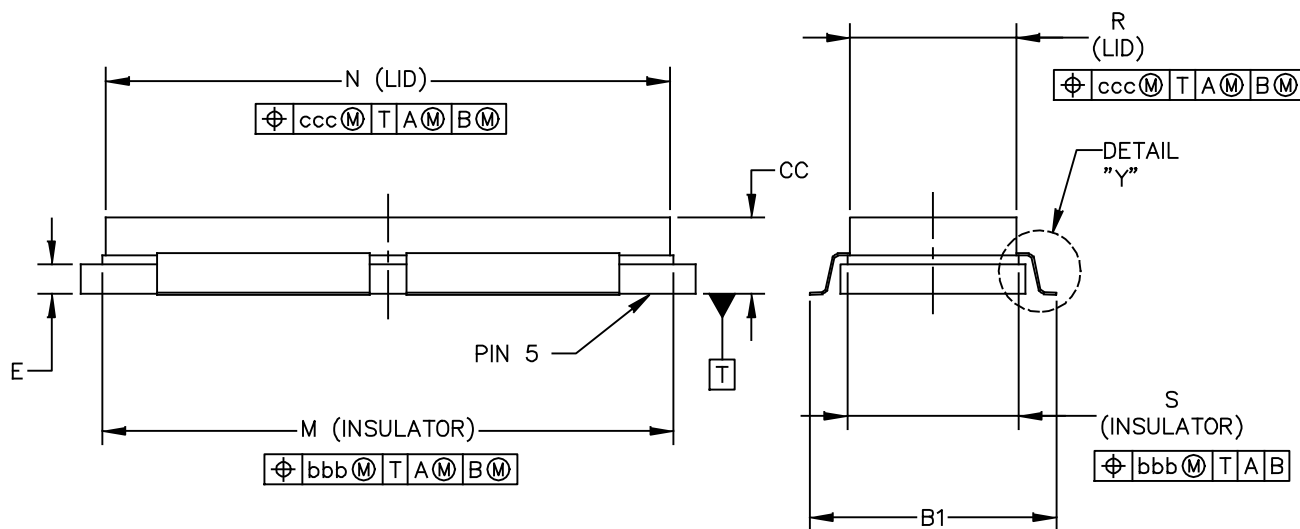 R
(LID)
⌖ ccc Ⓜ T A Ⓜ B Ⓜ
N (LID)
⌖ ccc Ⓜ T A Ⓜ B Ⓜ
DETAIL
"Y"
CC
E
PIN 5
T
M (INSULATOR)
⌖ bbb Ⓜ T A Ⓜ B Ⓜ
S
(INSULATOR)
⌖ bbb Ⓜ T A B
B1